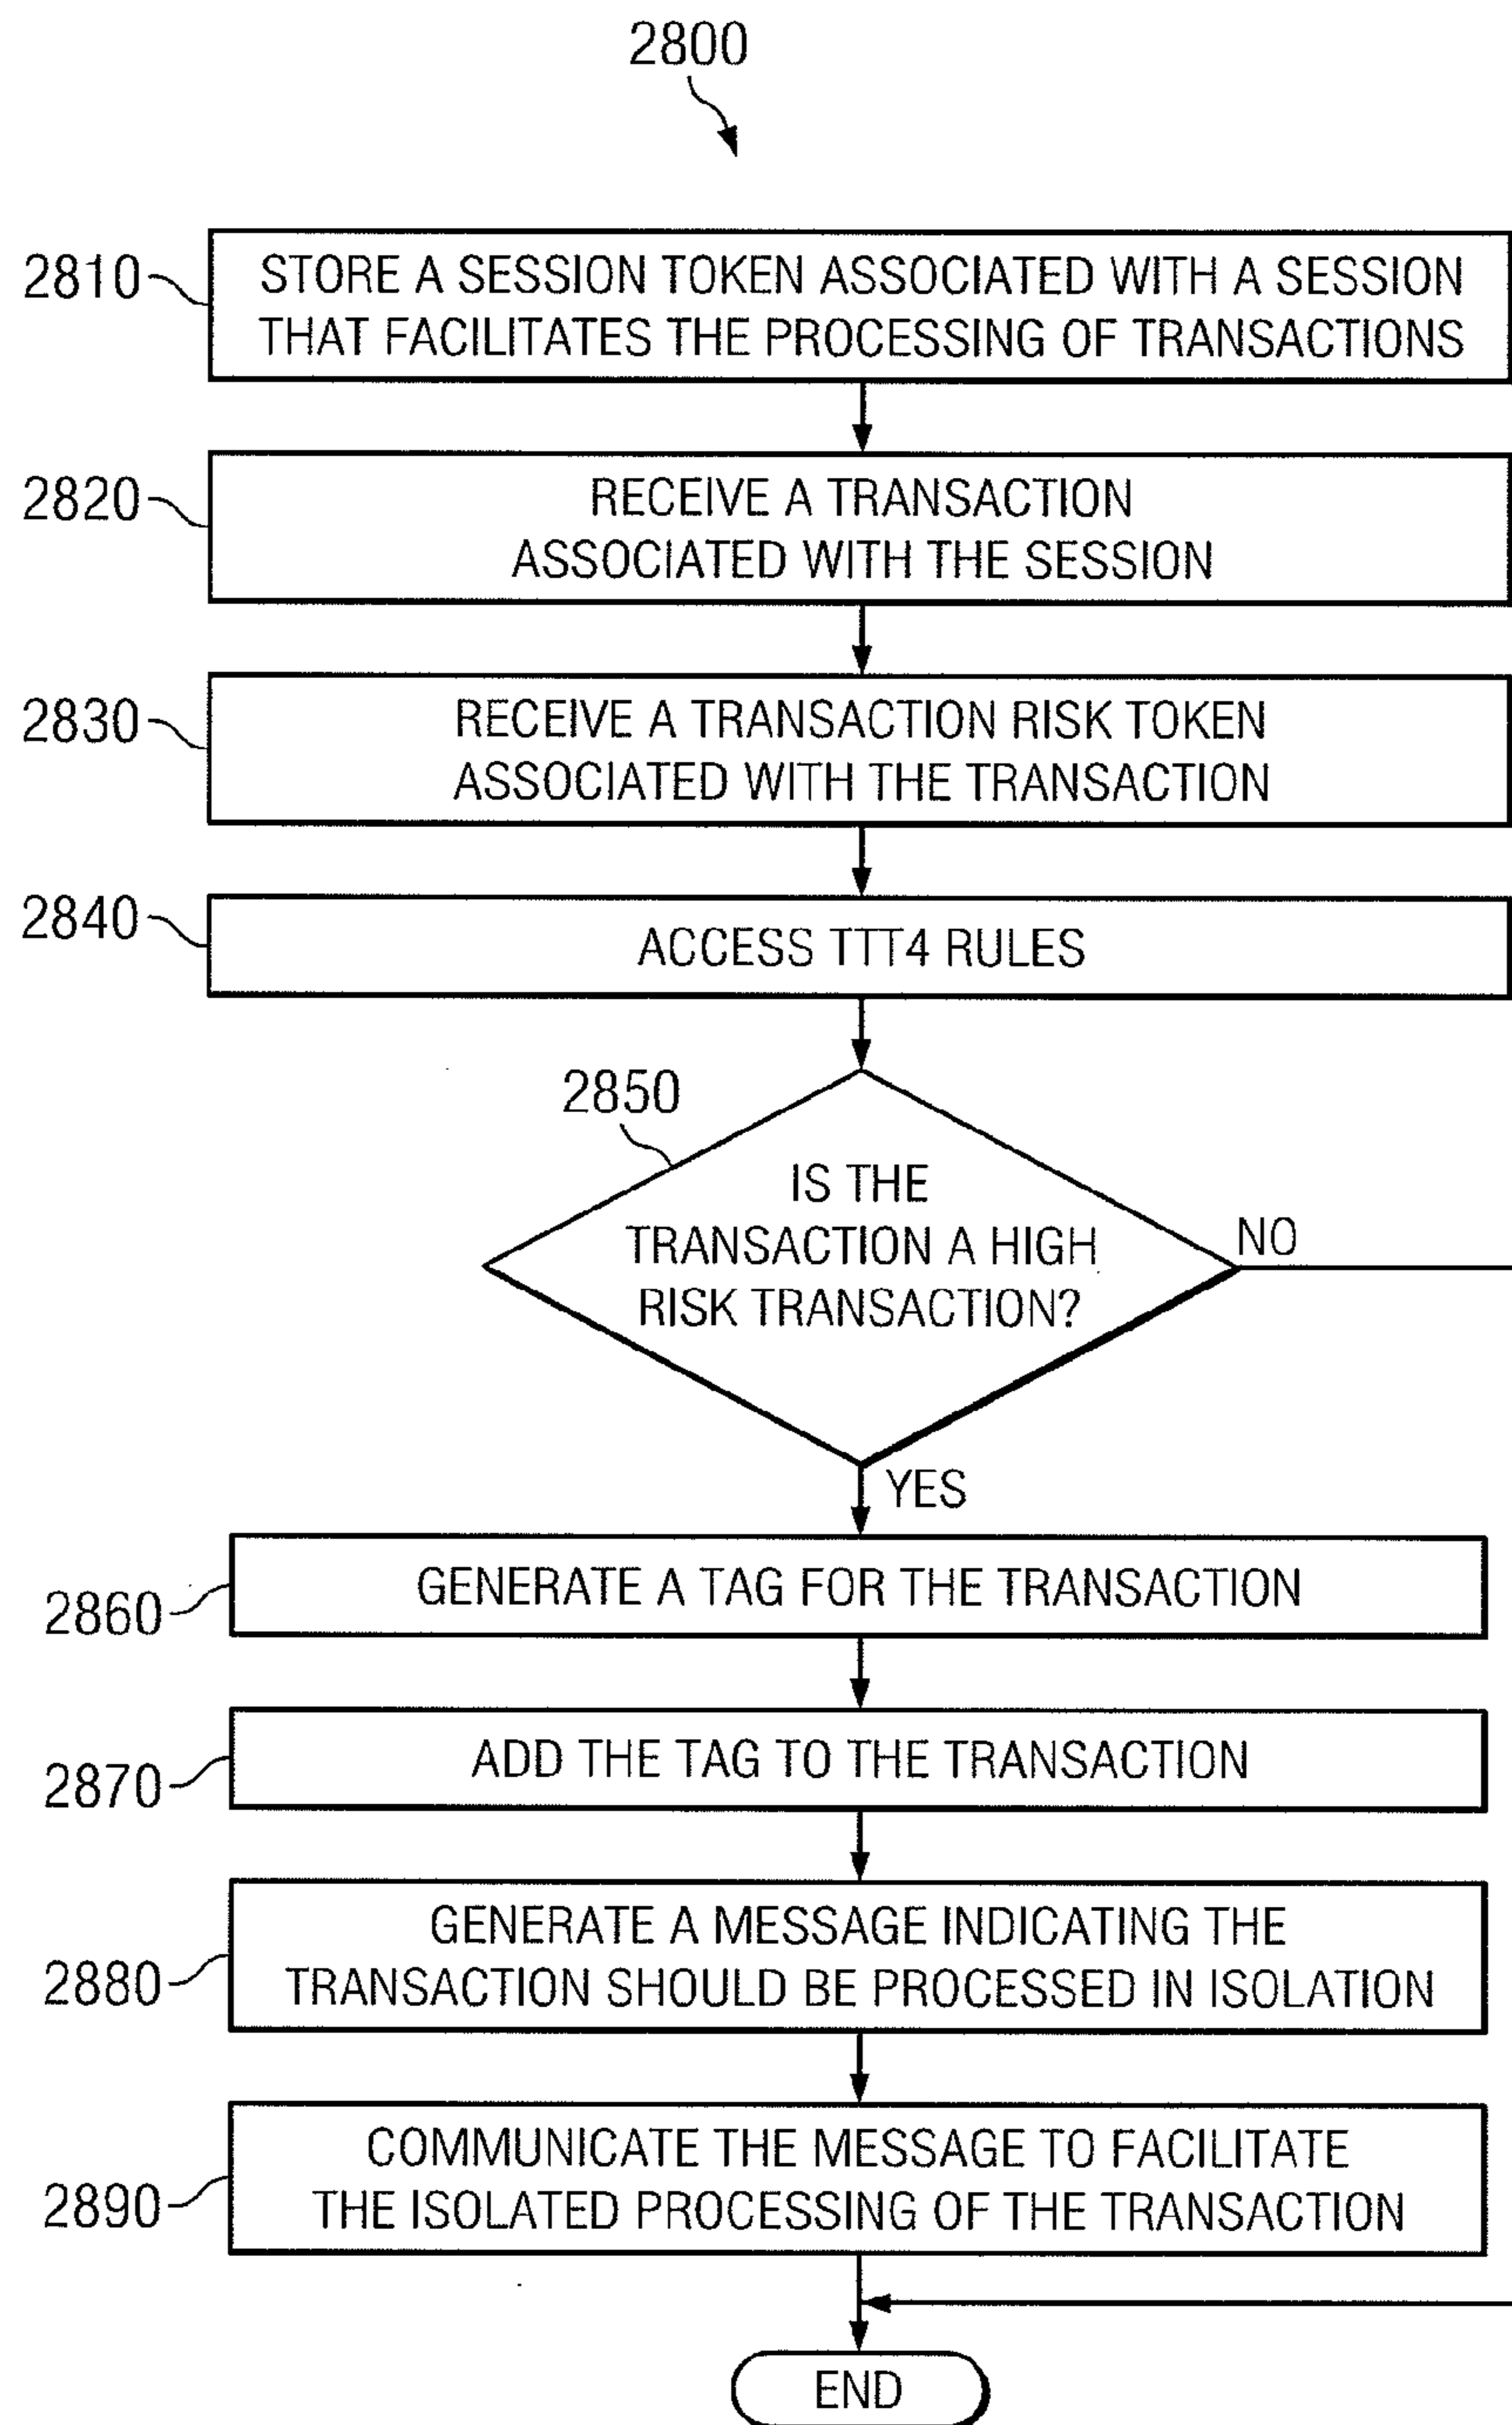 2800
2810
STORE A SESSION TOKEN ASSOCIATED WITH A SESSION
THAT FACILITATES THE PROCESSING OF TRANSACTIONS
2820
RECEIVE A TRANSACTION
ASSOCIATED WITH THE SESSION
2830
RECEIVE A TRANSACTION RISK TOKEN
ASSOCIATED WITH THE TRANSACTION
2840
ACCESS TTT4 RULES
2850
IS THE
TRANSACTION A HIGH
RISK TRANSACTION?
NO
YES
2860
GENERATE A TAG FOR THE TRANSACTION
2870
ADD THE TAG TO THE TRANSACTION
2880
GENERATE A MESSAGE INDICATING THE
TRANSACTION SHOULD BE PROCESSED IN ISOLATION
2890
COMMUNICATE THE MESSAGE TO FACILITATE
THE ISOLATED PROCESSING OF THE TRANSACTION
END